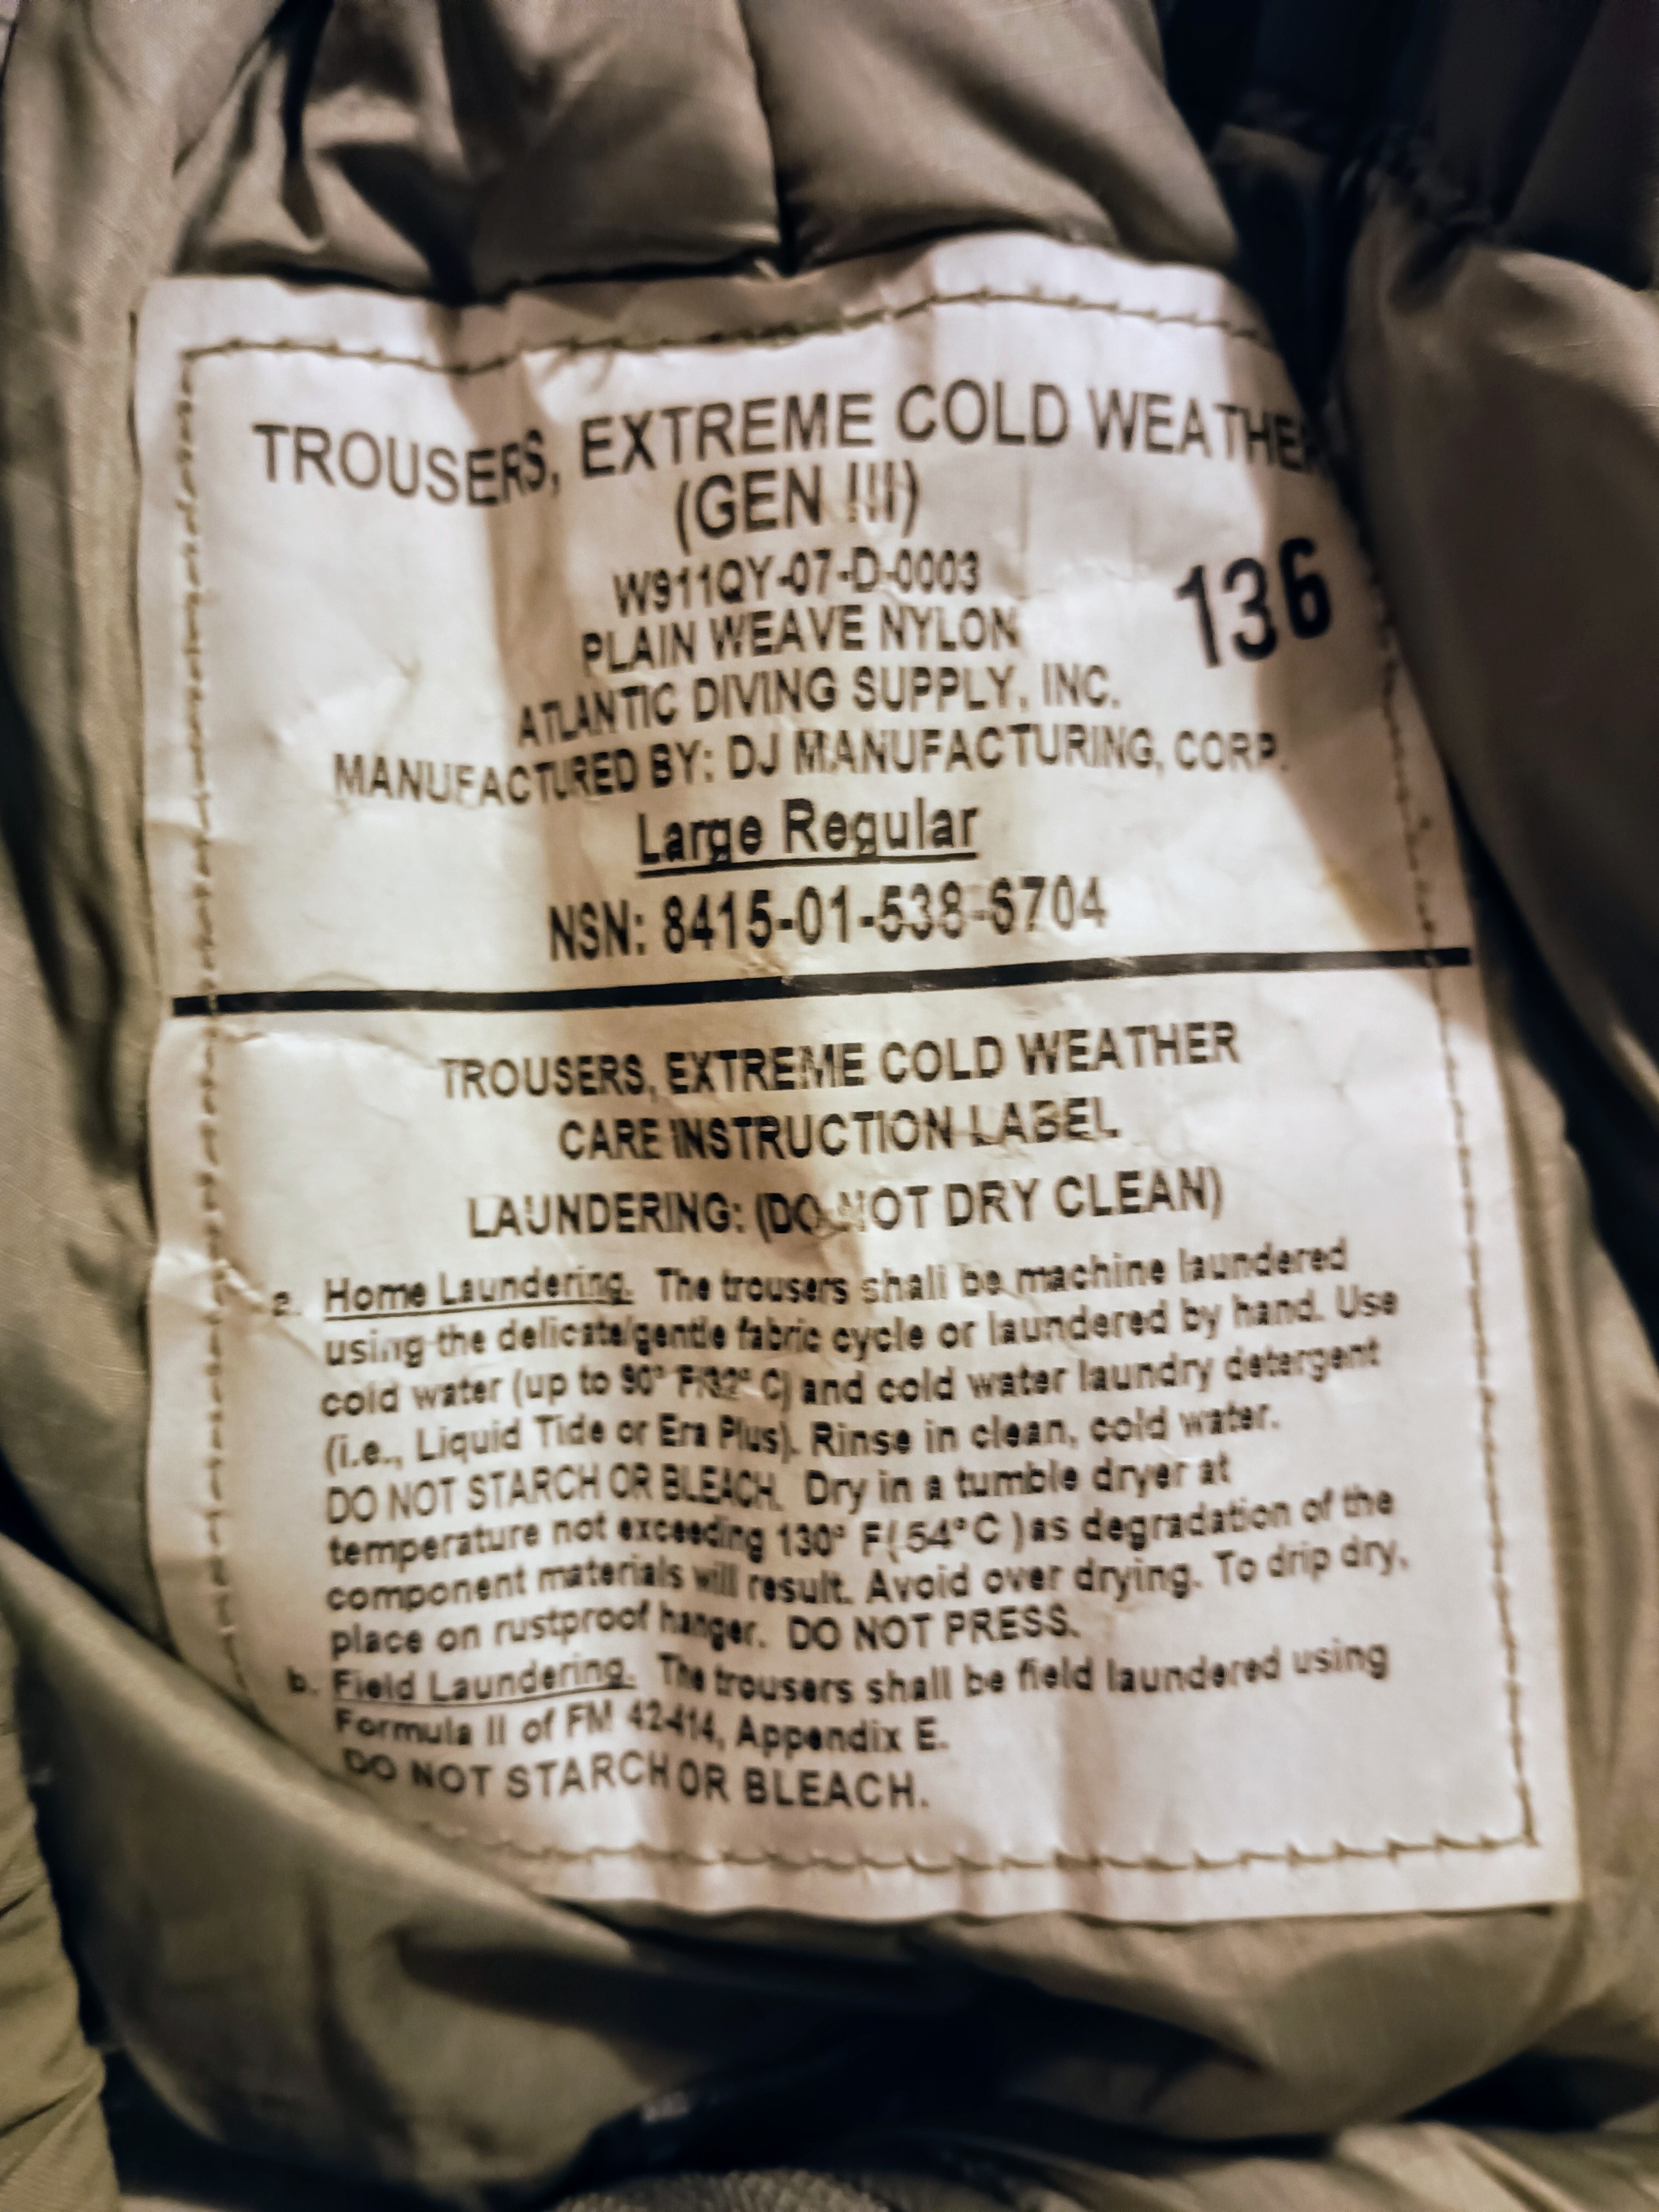 TROUSERS, EXTREME COLD WEATHER
(GEN III)
W911QY-07-D-0003
136
PLAIN WEAVE NYLON
ATLANTIC DIVING SUPPLY, INC.
MANUFACTURED BY: DJ MANUFACTURING, CORP.
Large Regular
NSN: 8415-01-538-6704
TROUSERS, EXTREME COLD WEATHER
CARE INSTRUCTION LABEL
LAUNDERING: (DO NOT DRY CLEAN)
a. Home Laundering. The trousers shall be machine laundered
using the delicate/gentle fabric cycle or laundered by hand. Use
cold water (up to 90° F/32° C) and cold water laundry detergent
(i.e., Liquid Tide or Era Plus). Rinse in clean, cold water.
DO NOT STARCH OR BLEACH. Dry in a tumble dryer at
temperature not exceeding 130° F(54°C) as degradation of the
component materials will result. Avoid over drying. To drip dry,
place on rustproof hanger. DO NOT PRESS.
b. Field Laundering. The trousers shall be field laundered using
Formula II of FM 42-414, Appendix E.
DO NOT STARCH OR BLEACH.